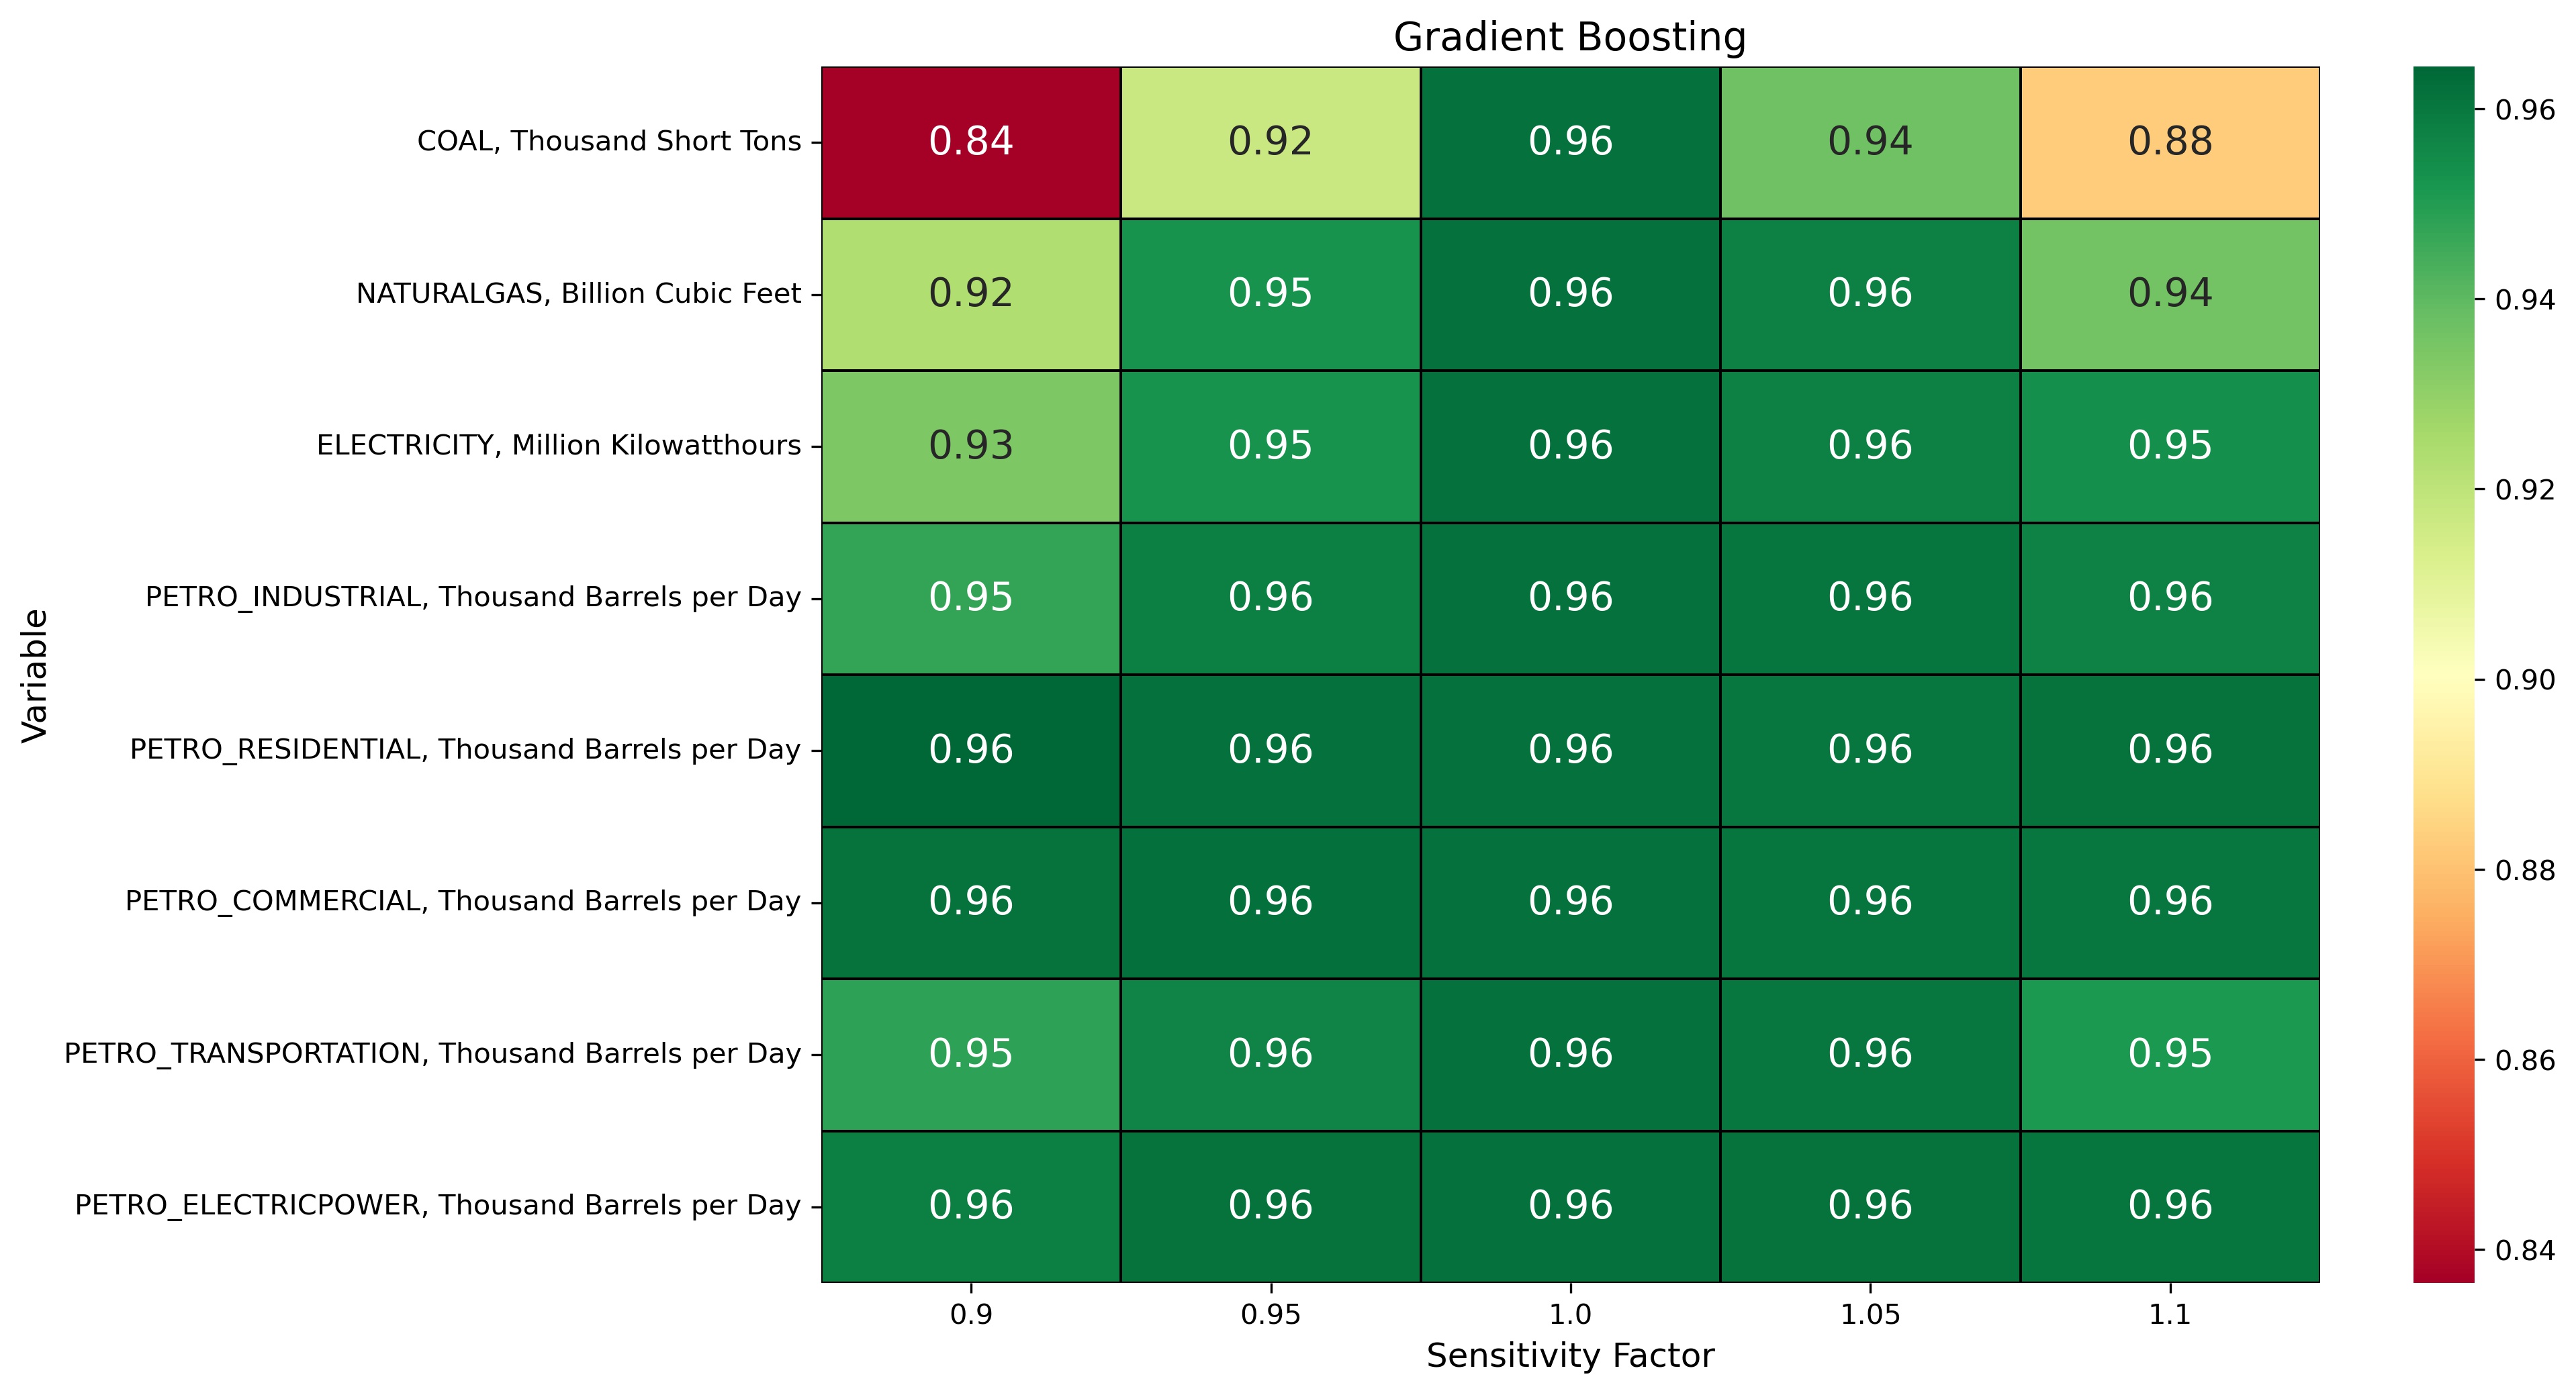 Gradient Boosting
Variable
COAL, Thousand Short Tons 0.84 0.92 0.96 0.94 0.88
NATURALGAS, Billion Cubic Feet 0.92 0.95 0.96 0.96 0.94
ELECTRICITY, Million Kilowatthours 0.93 0.95 0.96 0.96 0.95
PETRO_INDUSTRIAL, Thousand Barrels per Day 0.95 0.96 0.96 0.96 0.96
PETRO_RESIDENTIAL, Thousand Barrels per Day 0.96 0.96 0.96 0.96 0.96
PETRO_COMMERCIAL, Thousand Barrels per Day 0.96 0.96 0.96 0.96 0.96
PETRO_TRANSPORTATION, Thousand Barrels per Day 0.95 0.96 0.96 0.96 0.95
PETRO_ELECTRICPOWER, Thousand Barrels per Day 0.96 0.96 0.96 0.96 0.96
0.9 0.95 1.0 1.05 1.1
Sensitivity Factor
0.96
0.94
0.92
0.90
0.88
0.86
0.84